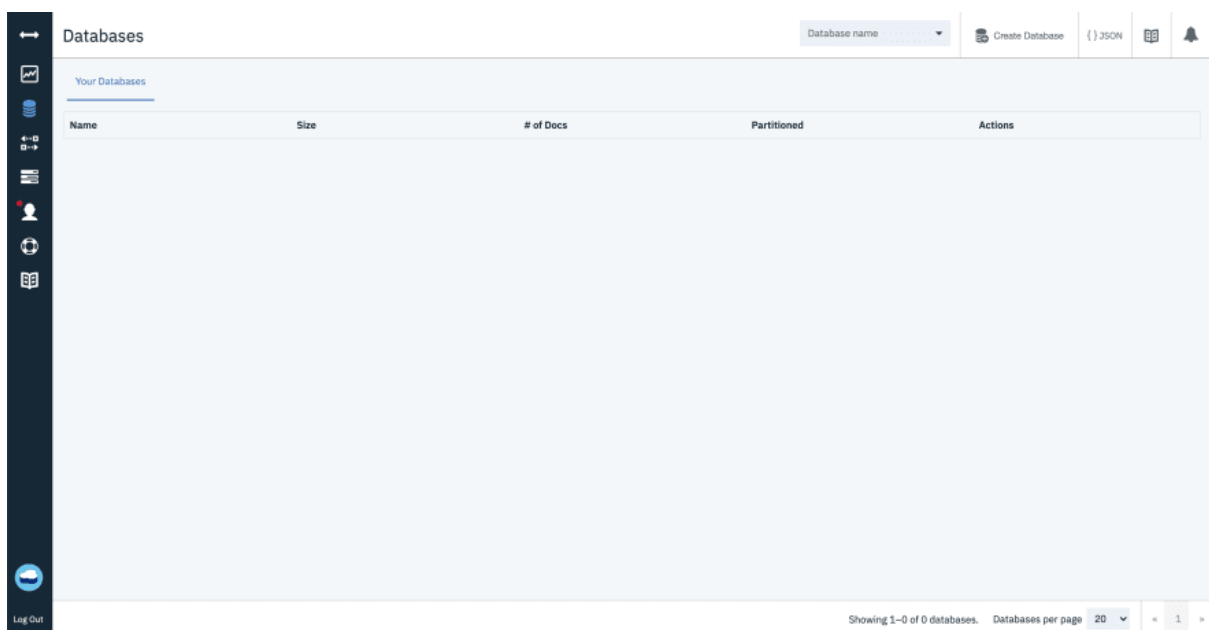 Databases
Database name
Create Database
{ } JSON
Your Databases
Name Size # of Docs Partitioned Actions
Log Out
Showing 1–0 of 0 databases. Databases per page 20 « 1 »